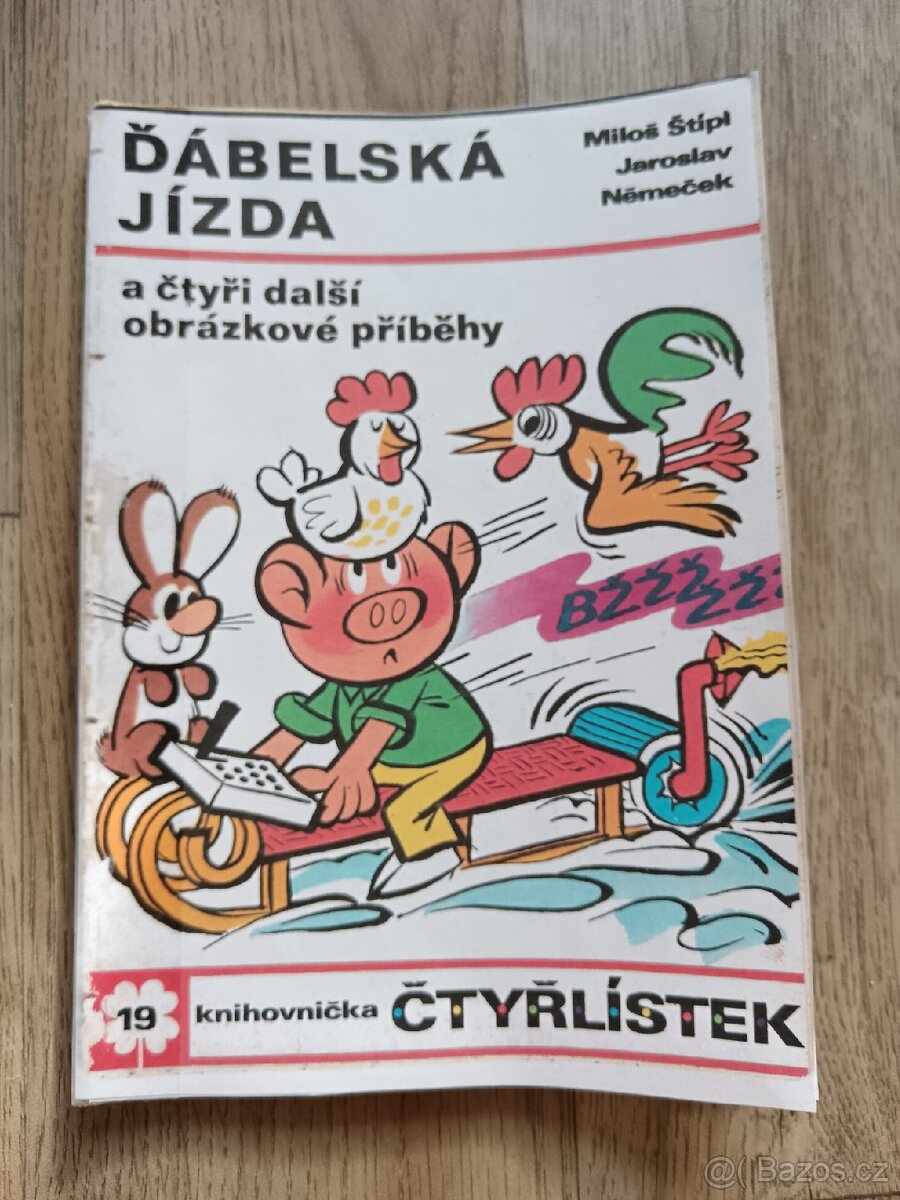 ĎÁBELSKÁ
JÍZDA
Miloš Štípl
Jaroslav
Němeček
a čtyři další
obrázkové příběhy
BŽŽŽŽŽŽ
19
knihovnička ČTYŘLÍSTEK
@( Bazos.cz